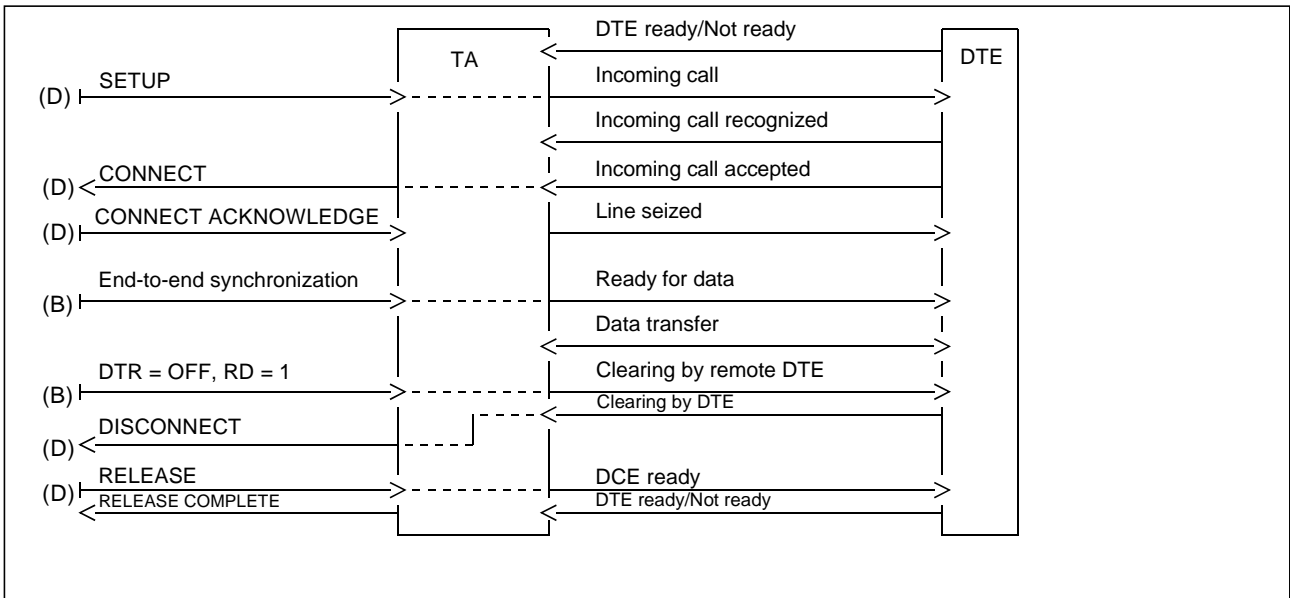 DTE ready/Not ready
TA
DTE
(D) SETUP
Incoming call
Incoming call recognized
(D) CONNECT
Incoming call accepted
(D) CONNECT ACKNOWLEDGE
Line seized
(B) End-to-end synchronization
Ready for data
Data transfer
(B) DTR = OFF, RD = 1
Clearing by remote DTE
Clearing by DTE
(D) DISCONNECT
(D) RELEASE
DCE ready
RELEASE COMPLETE
DTE ready/Not ready